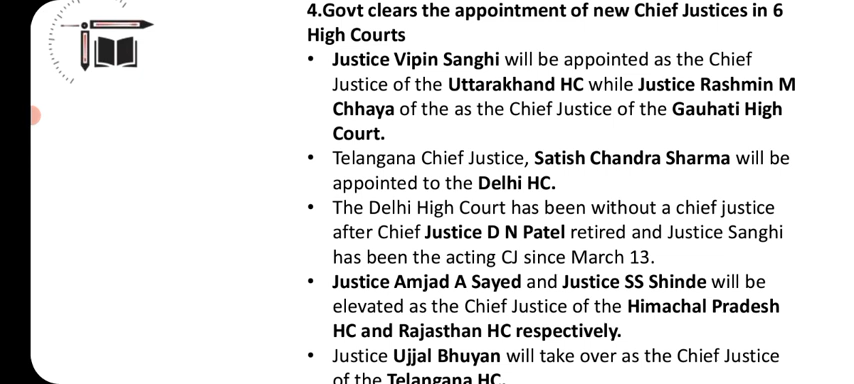 4.Govt clears the appointment of new Chief Justices in 6
High Courts
• Justice Vipin Sanghi will be appointed as the Chief
Justice of the Uttarakhand HC while Justice Rashmin M
Chhaya of the as the Chief Justice of the Gauhati High
Court.
• Telangana Chief Justice, Satish Chandra Sharma will be
appointed to the Delhi HC.
• The Delhi High Court has been without a chief justice
after Chief Justice D N Patel retired and Justice Sanghi
has been the acting CJ since March 13.
• Justice Amjad A Sayed and Justice SS Shinde will be
elevated as the Chief Justice of the Himachal Pradesh
HC and Rajasthan HC respectively.
• Justice Ujjal Bhuyan will take over as the Chief Justice
of the Telangana HC.